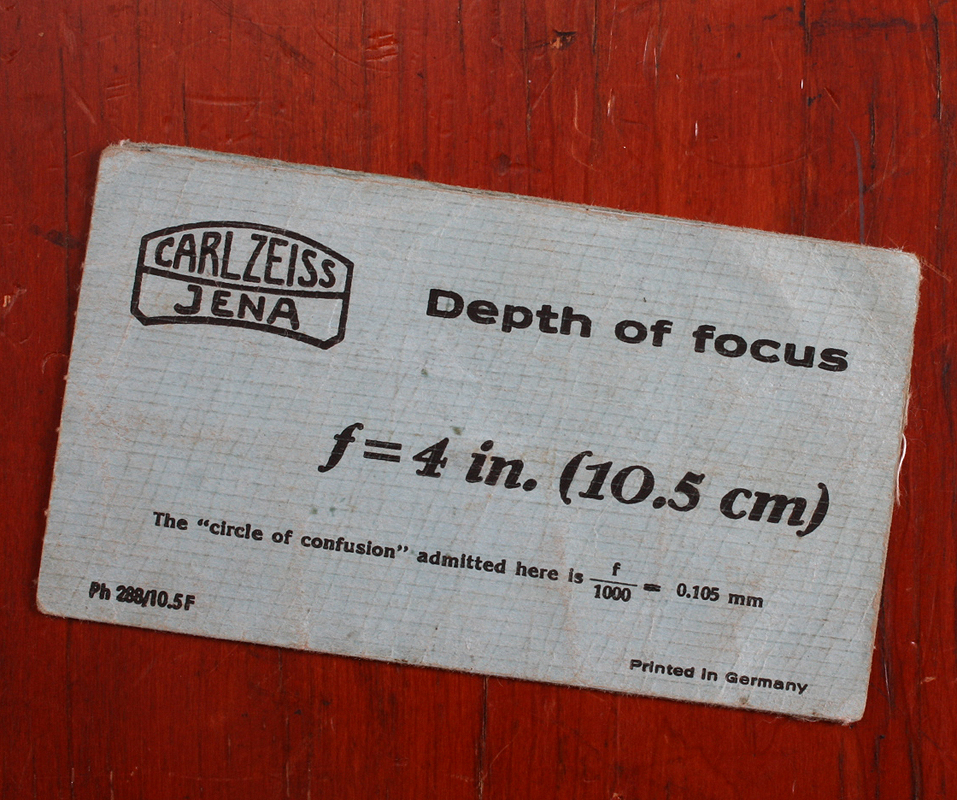 CARL ZEISS
JENA
Depth of focus
f=4 in. (10.5 cm)
The “circle of confusion” admitted here is f/1000 = 0.105 mm
Ph 288/10.5 F
Printed in Germany